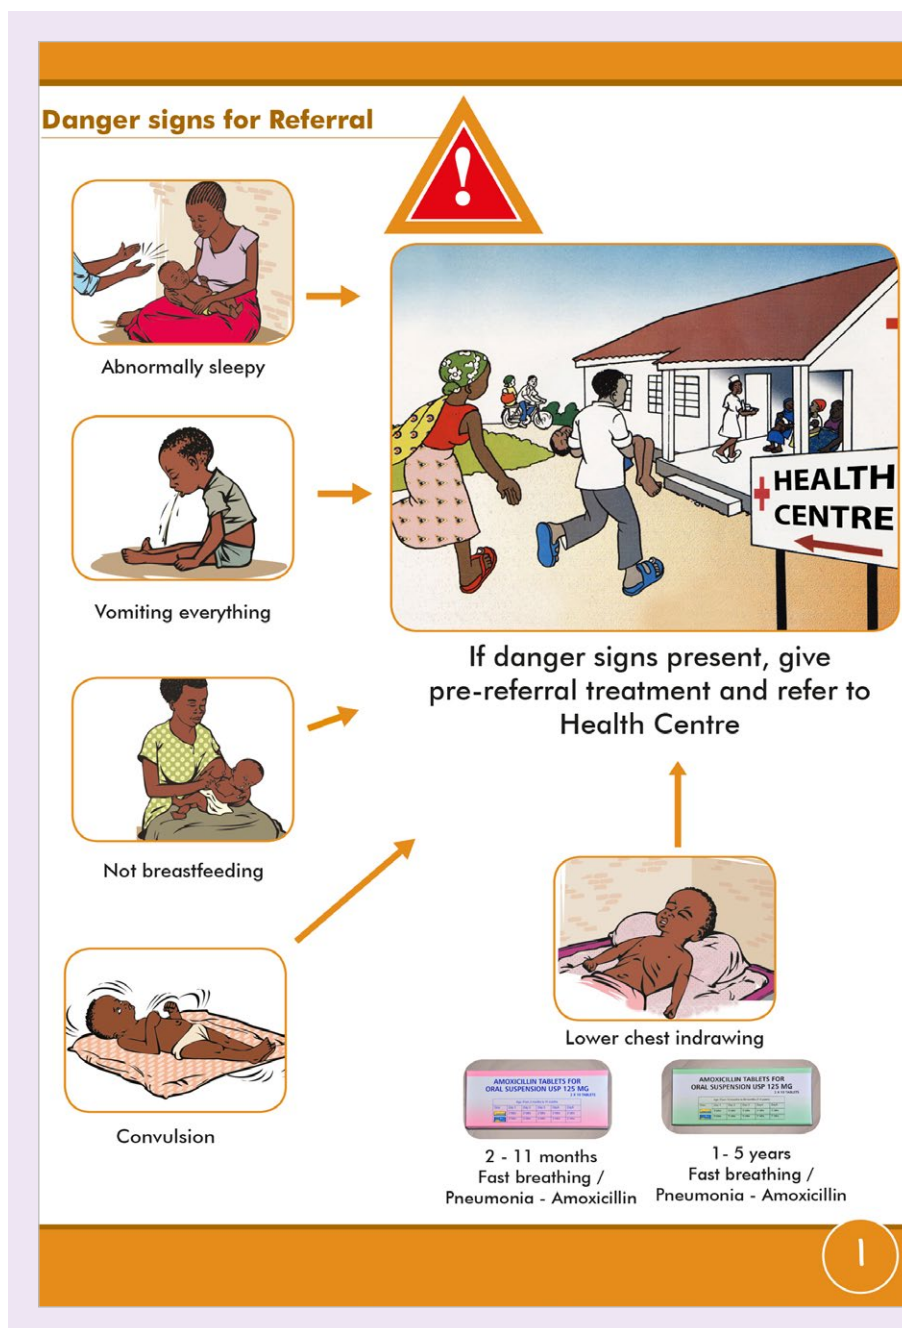 Danger signs for Referral
!
Abnormally sleepy
Vomiting everything
Not breastfeeding
Convulsion
HEALTH
CENTRE
If danger signs present, give
pre-referral treatment and refer to
Health Centre
Lower chest indrawing
AMOXICILLIN TABLETS FOR
ORAL SUSPENSION USP 125 MG
2 - 11 months
Fast breathing /
Pneumonia - Amoxicillin
AMOXICILLIN TABLETS FOR
ORAL SUSPENSION USP 125 MG
1- 5 years
Fast breathing /
Pneumonia - Amoxicillin
1